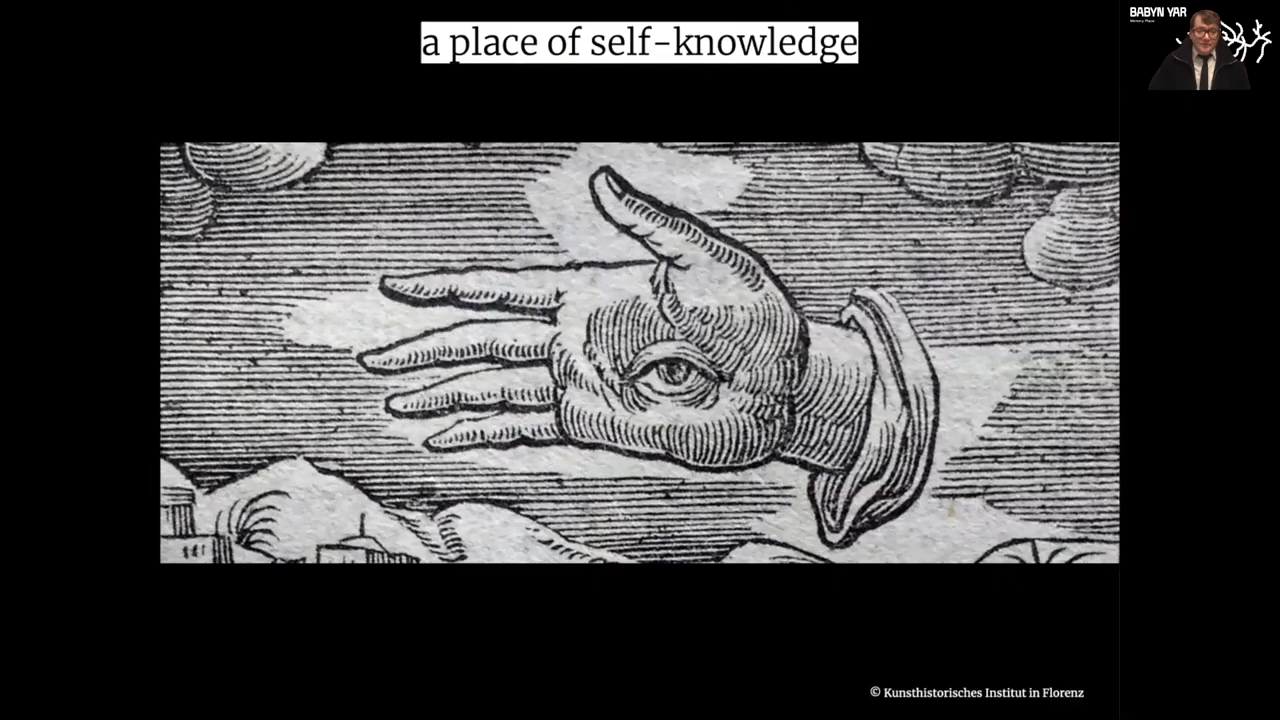 a place of self-knowledge
BABYN YAR
© Kunsthistorisches Institut in Florenz